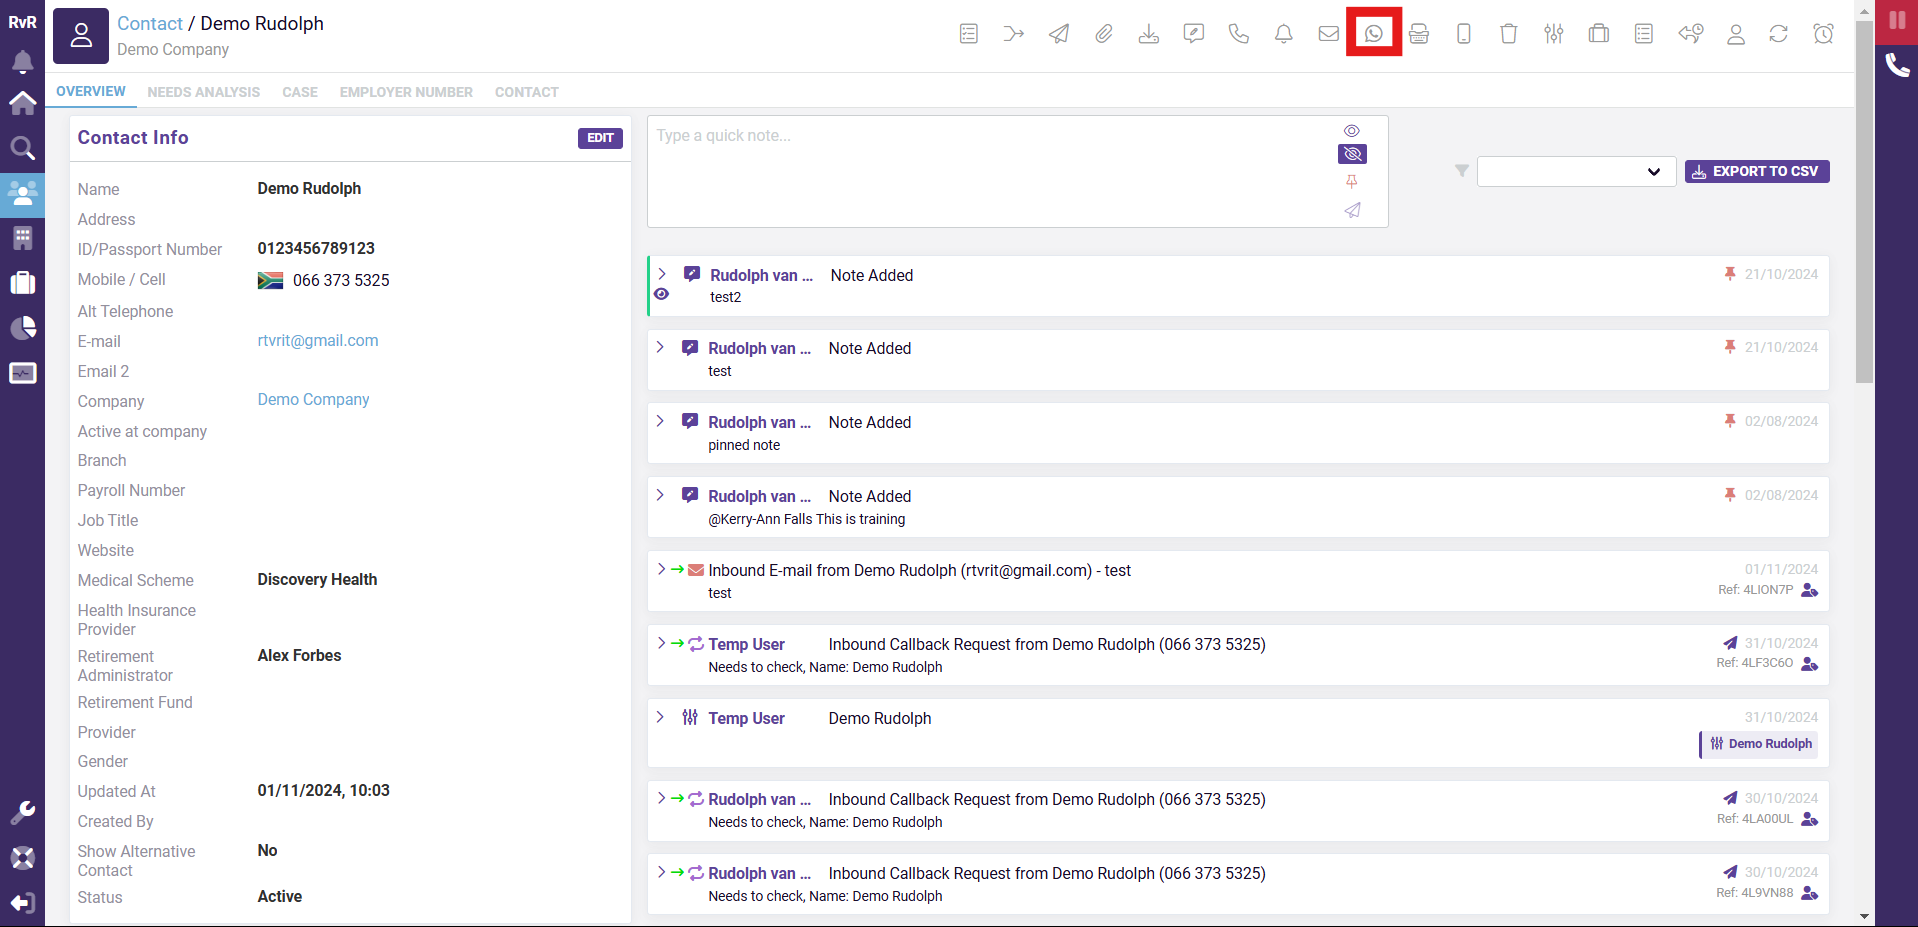 RvR
Contact / Demo Rudolph
Demo Company
OVERVIEW
NEEDS ANALYSIS
CASE
EMPLOYER NUMBER
CONTACT
Contact Info
EDIT
Name Demo Rudolph
Address
ID/Passport Number 0123456789123
Mobile / Cell 066 373 5325
Alt Telephone
E-mail rtvrit@gmail.com
Email 2
Company Demo Company
Active at company
Branch
Payroll Number
Job Title
Website
Medical Scheme Discovery Health
Health Insurance
Provider
Retirement Alex Forbes
Administrator
Retirement Fund
Provider
Gender
Updated At 01/11/2024, 10:03
Created By
Show Alternative No
Contact
Status Active
Type a quick note...
EXPORT TO CSV
Rudolph van ... Note Added 21/10/2024
test2
Rudolph van ... Note Added 21/10/2024
test
Rudolph van ... Note Added 02/08/2024
pinned note
Rudolph van ... Note Added 02/08/2024
@Kerry-Ann Falls This is training
Inbound E-mail from Demo Rudolph (rtvrit@gmail.com) - test 01/11/2024
test Ref: 4LION7P
Temp User Inbound Callback Request from Demo Rudolph (066 373 5325) 31/10/2024
Needs to check, Name: Demo Rudolph Ref: 4LF3C6O
Temp User Demo Rudolph 31/10/2024
Demo Rudolph
Rudolph van ... Inbound Callback Request from Demo Rudolph (066 373 5325) 30/10/2024
Needs to check, Name: Demo Rudolph Ref: 4LA00UL
Rudolph van ... Inbound Callback Request from Demo Rudolph (066 373 5325) 30/10/2024
Needs to check, Name: Demo Rudolph Ref: 4L9VN88